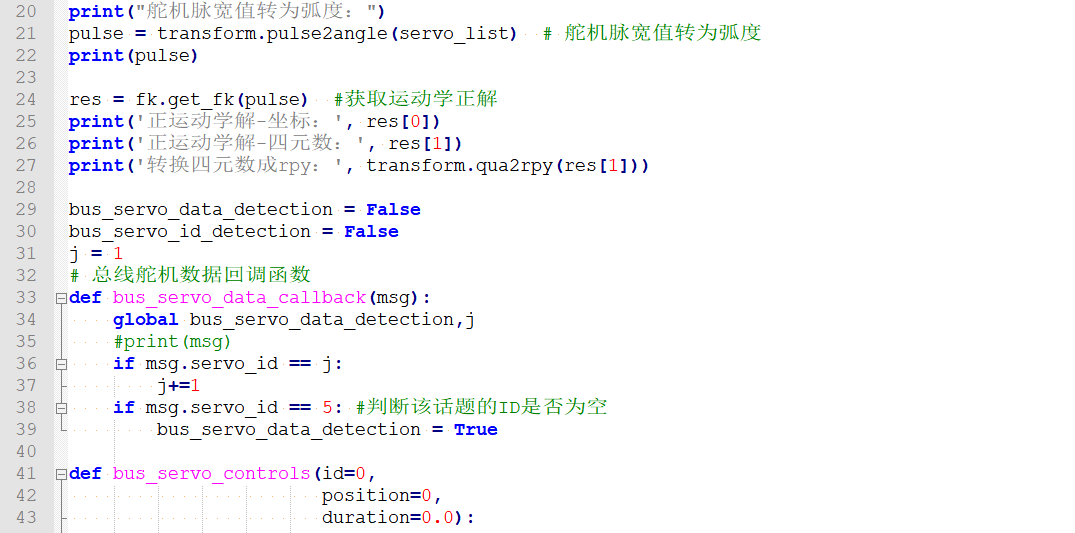 20 print("舵机脉宽值转为弧度：")
21 pulse = transform.pulse2angle(servo_list)  # 舵机脉宽值转为弧度
22 print(pulse)
23
24 res = fk.get_fk(pulse)  #获取运动学正解
25 print('正运动学解-坐标：', res[0])
26 print('正运动学解-四元数：', res[1])
27 print('转换四元数成rpy：', transform.qua2rpy(res[1]))
28
29 bus_servo_data_detection = False
30 bus_servo_id_detection = False
31 j = 1
32 # 总线舵机数据回调函数
33 def bus_servo_data_callback(msg):
34     global bus_servo_data_detection,j
35     #print(msg)
36     if msg.servo_id == j:
37         j+=1
38     if msg.servo_id == 5: #判断该话题的ID是否为空
39         bus_servo_data_detection = True
40
41 def bus_servo_controls(id=0,
42                        position=0,
43                        duration=0.0):